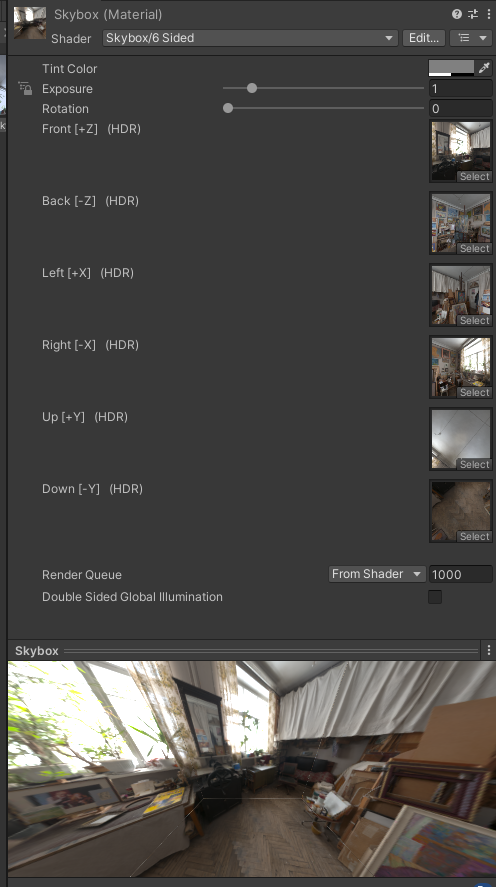 Skybox (Material)
Shader Skybox/6 Sided Edit...
Tint Color
Exposure 1
Rotation 0
Front [+Z] (HDR)
Select
Back [-Z] (HDR)
Select
Left [+X] (HDR)
Select
Right [-X] (HDR)
Select
Up [+Y] (HDR)
Select
Down [-Y] (HDR)
Select
Render Queue From Shader 1000
Double Sided Global Illumination
Skybox